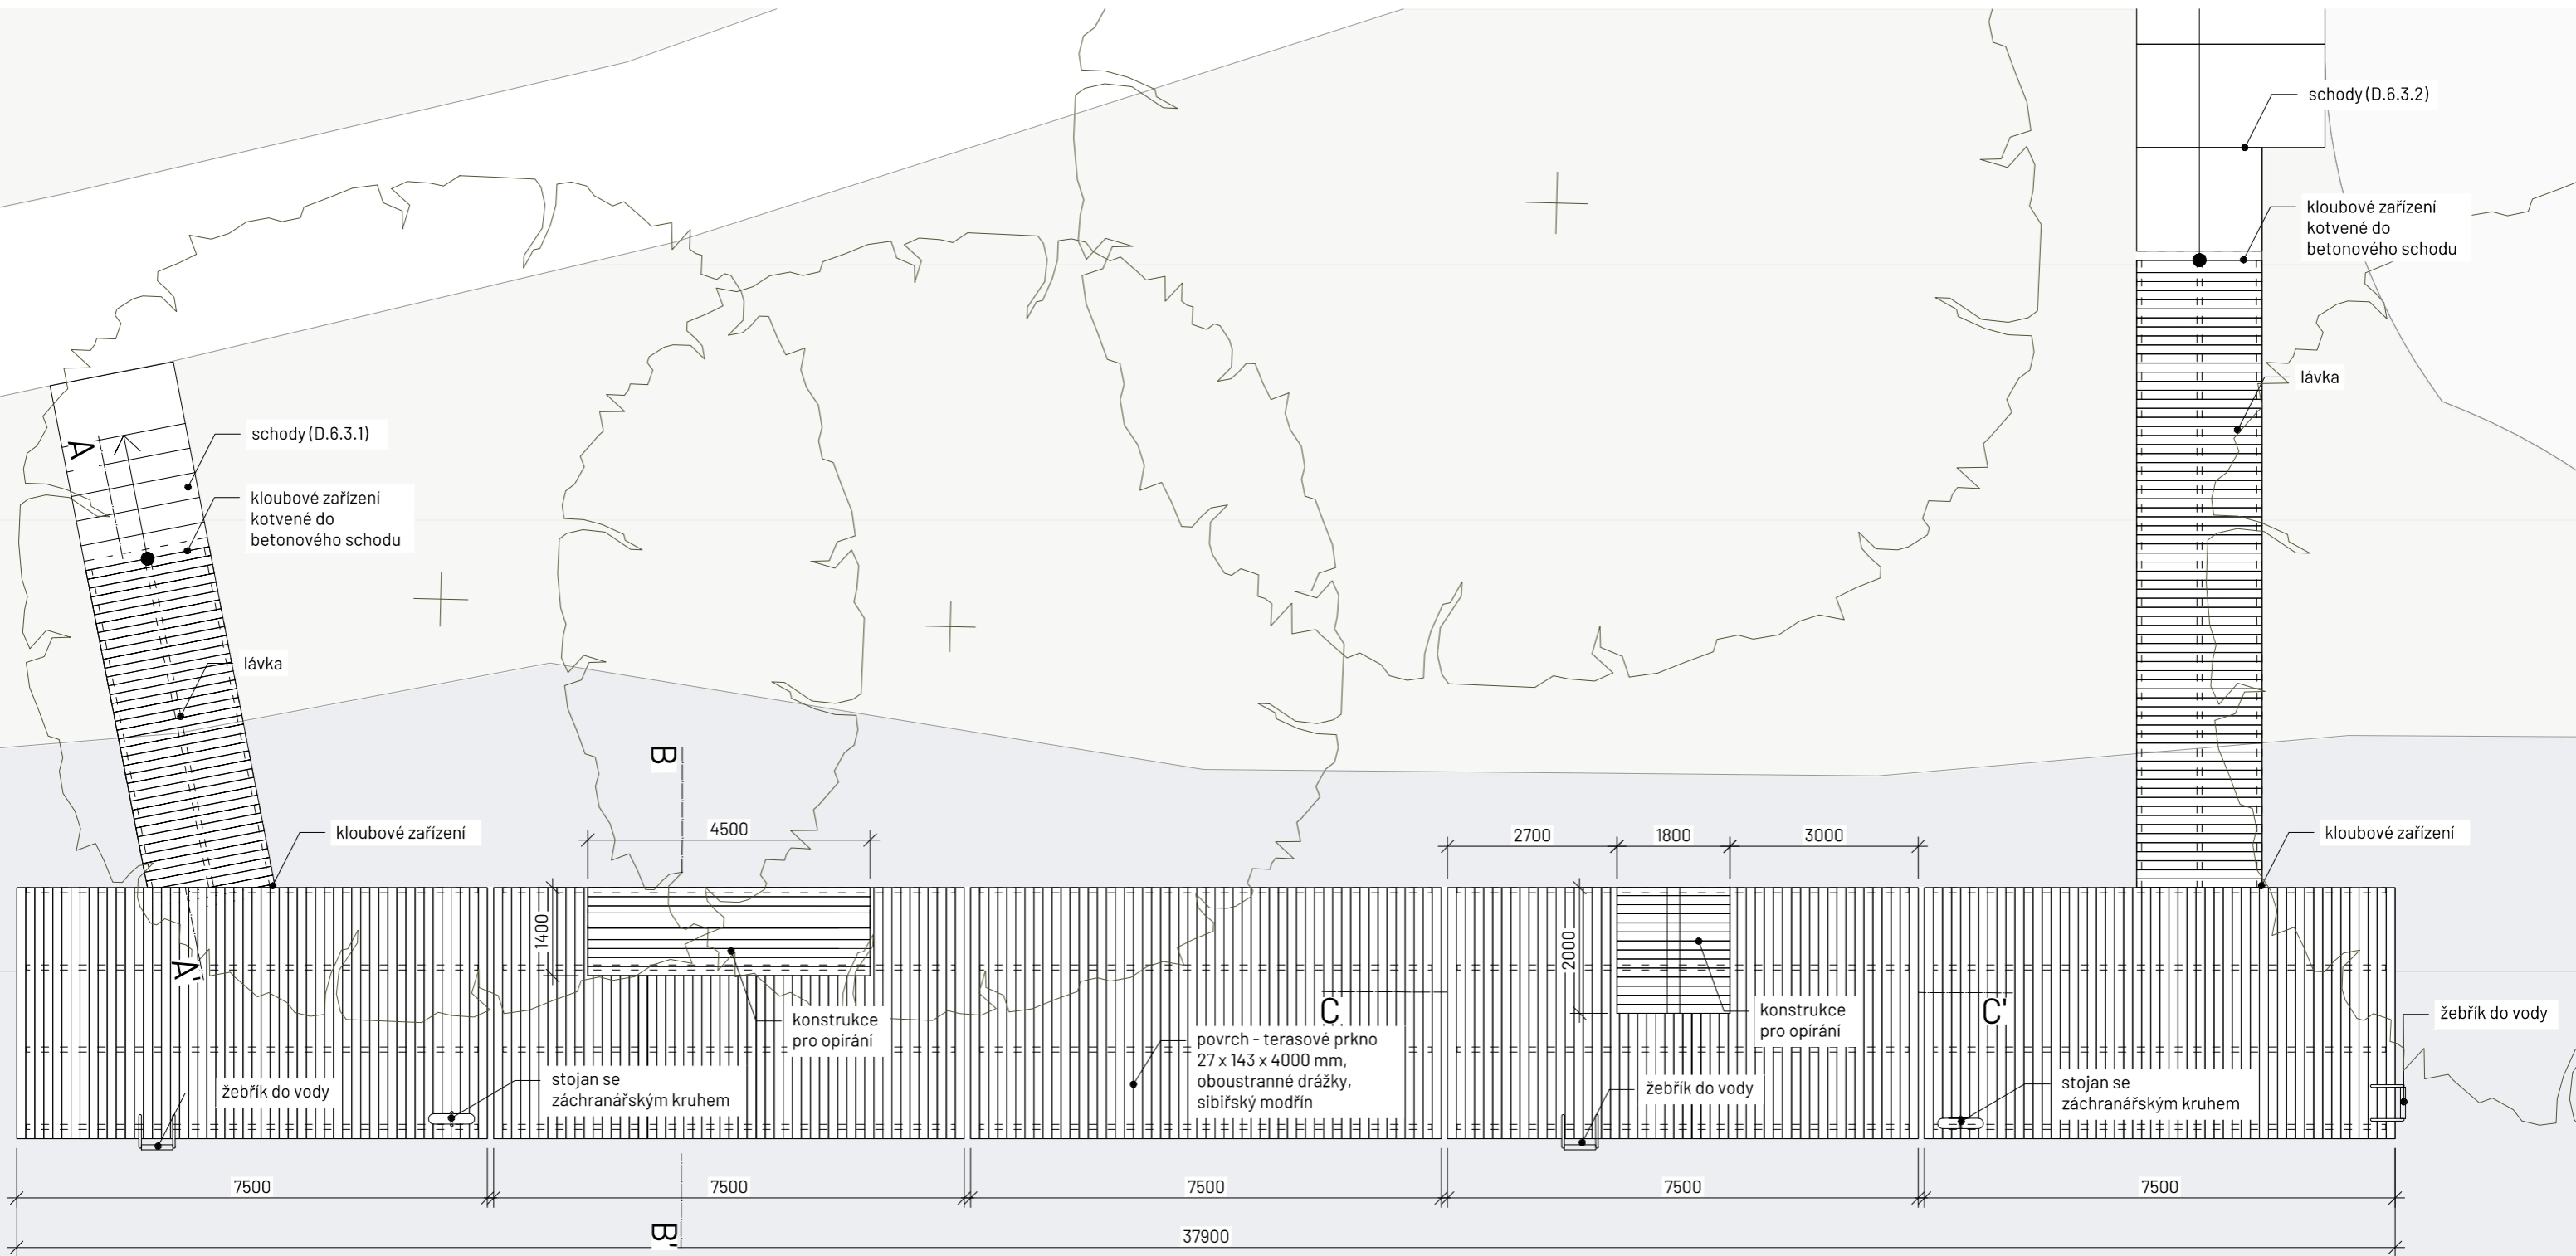 schody (D.6.3.2)
kloubové zařízení
kotvené do
betonového schodu
lávka
A
schody (D.6.3.1)
kloubové zařízení
kotvené do
betonového schodu
lávka
B
kloubové zařízení
4500
2700
1800
3000
kloubové zařízení
1400
2000
A'
C
C'
konstrukce
pro opírání
konstrukce
pro opírání
žebřík do vody
povrch - terasové prkno
27 x 143 x 4000 mm,
oboustranné drážky,
sibiřský modřín
žebřík do vody
stojan se
záchranářským kruhem
žebřík do vody
stojan se
záchranářským kruhem
7500
7500
7500
7500
7500
B'
37900